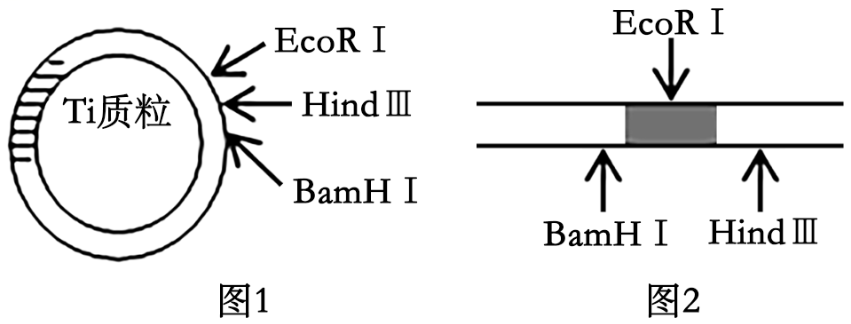 EcoR Ⅰ
Hind Ⅲ
BamH Ⅰ
Ti质粒
图1
EcoR Ⅰ
BamH Ⅰ
Hind Ⅲ
图2